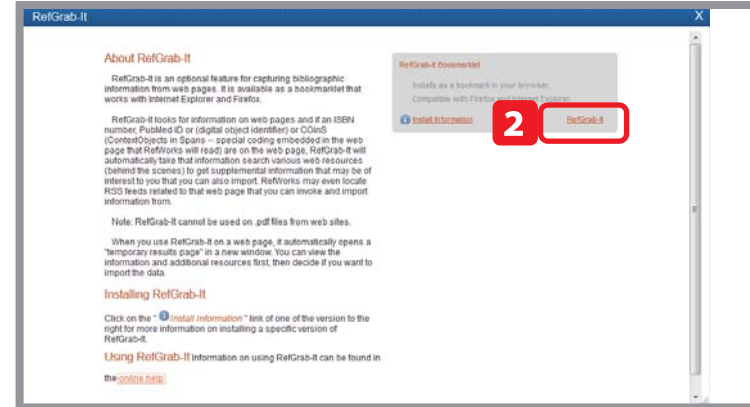 RefGrab-It X
About RefGrab-It
RefGrab-It is an optional feature for capturing bibliographic
information from web pages. It is available as a bookmarklet that
works with Internet Explorer and Firefox.
RefGrab-It looks for information on web pages and if an ISBN
number, PubMed ID or (digital object identifier) or COinS
(ContextObjects in Spans -- special coding embedded in the web
page that RefWorks will read) are on the web page, RefGrab-It will
automatically take that information search various web resources
(behind the scenes) to get supplemental information that may be of
interest to you that you can also import. RefWorks may even locate
RSS feeds related to that web page that you can invoke and import
information from.
Note: RefGrab-It cannot be used on .pdf files from web sites.
When you use RefGrab-It on a web page, it automatically opens a
"temporary results page" in a new window. You can view the
information and additional resources first, then decide if you want to
import the data.
Installing RefGrab-It
Click on the " Install Information " link of one of the version to the
right for more information on installing a specific version of
RefGrab-It.
Using RefGrab-It Information on using RefGrab-It can be found in
the online help
RefGrab-It Bookmarklet
Installs as a bookmark in your browser.
Compatible with Firefox and Internet Explorer
Install Information 2 RefGrab-It